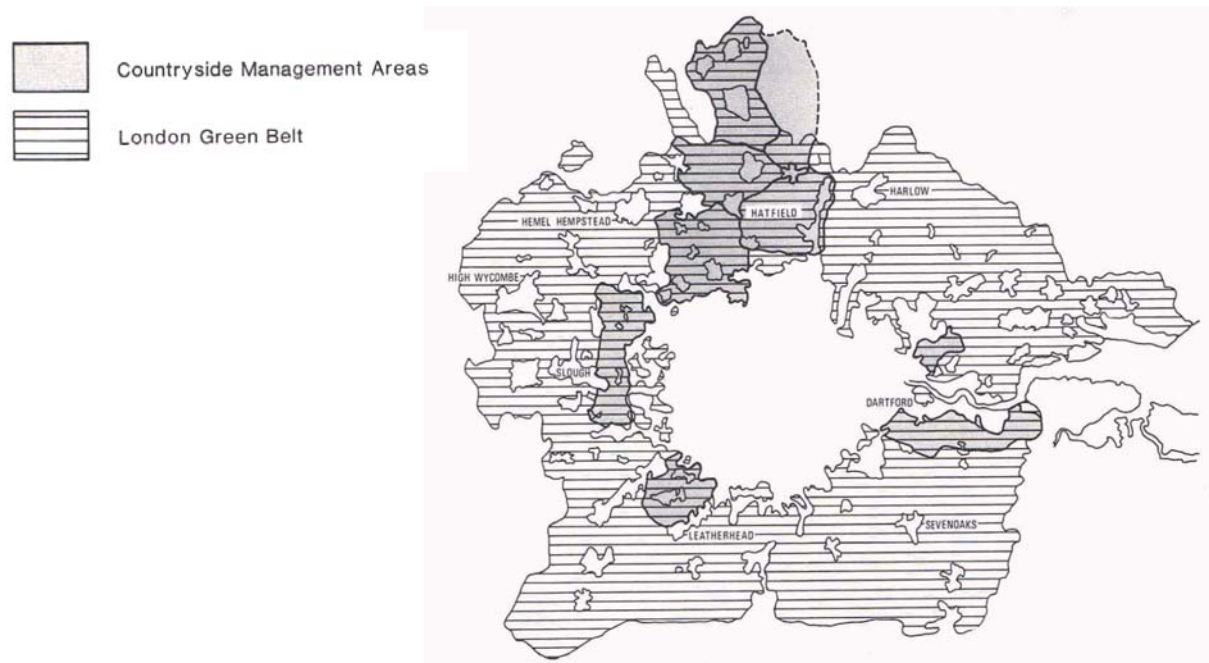 Countryside Management Areas
London Green Belt
HARLOW
HATFIELD
HEMEL HEMPSTEAD
HIGH WYCOMBE
SLOUGH
DARTFORD
SEVENOAKS
LEATHERHEAD